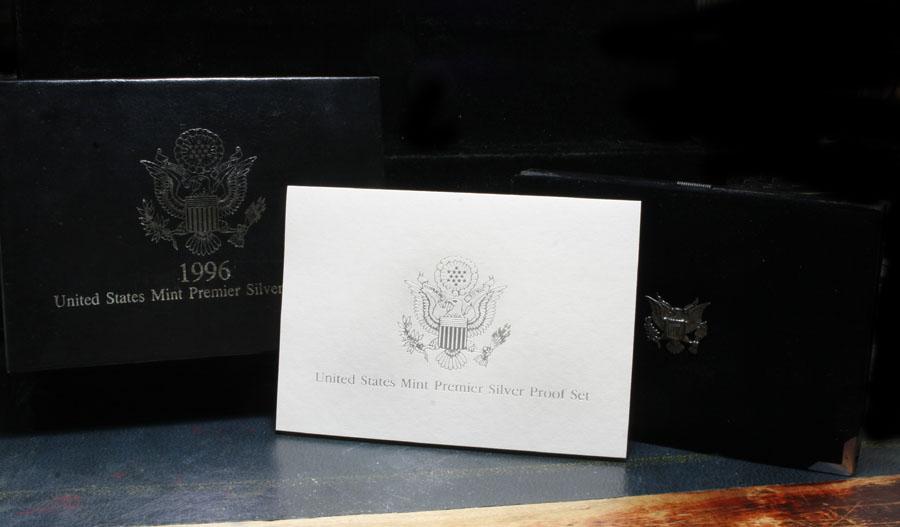 1996
United States Mint Premier Silver
United States Mint Premier Silver Proof Set